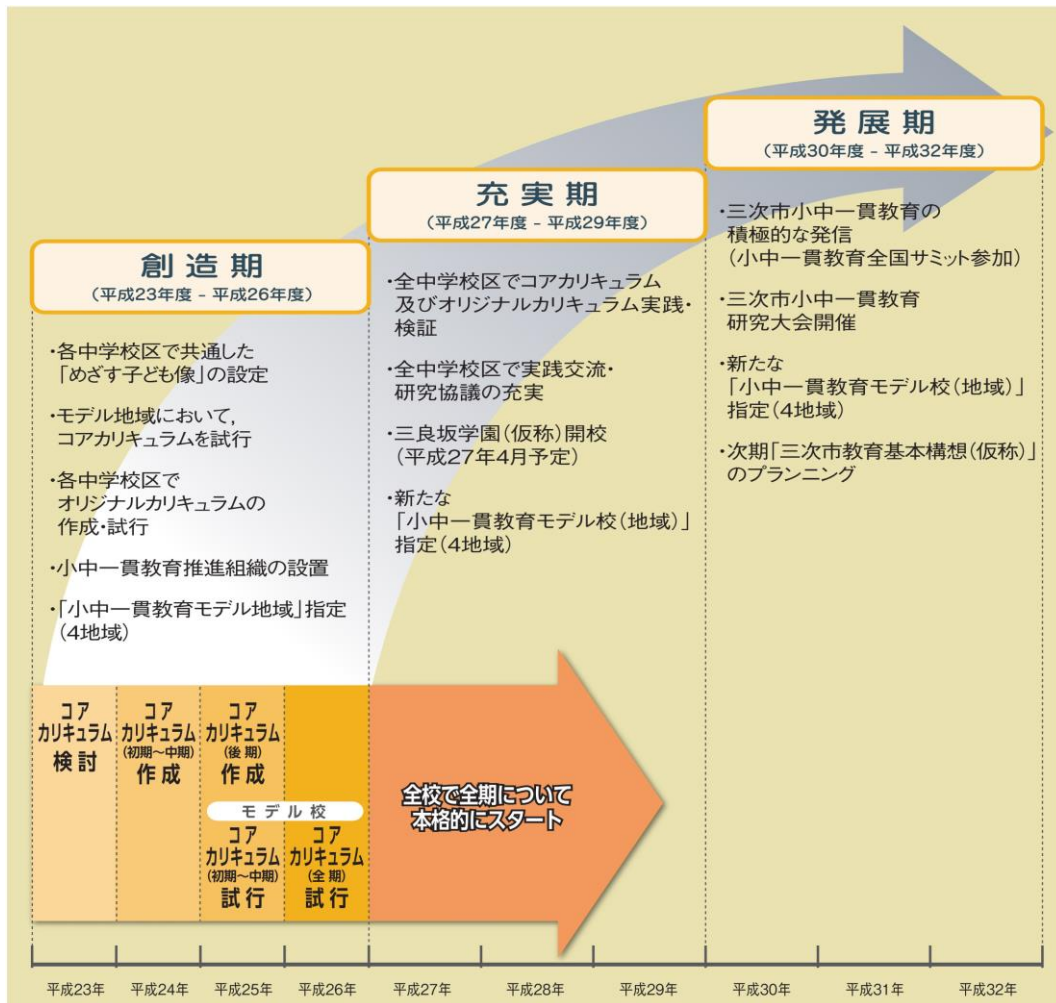 発展期
(平成30年度 - 平成32年度)
・三次市小中一貫教育の
積極的な発信
(小中一貫教育全国サミット参加)
・三次市小中一貫教育
研究大会開催
・新たな
「小中一貫教育モデル校(地域)」
指定(4地域)
・次期「三次市教育基本構想(仮称)」
のプランニング
充実期
(平成27年度 - 平成29年度)
・全中学校区でコアカリキュラム
及びオリジナルカリキュラム実践・
検証
・全中学校区で実践交流・
研究協議の充実
・三良坂学園(仮称)開校
(平成27年4月予定)
・新たな
「小中一貫教育モデル校(地域)」
指定(4地域)
創造期
(平成23年度 - 平成26年度)
・各中学校区で共通した
「めざす子ども像」の設定
・モデル地域において,
コアカリキュラムを試行
・各中学校区で
オリジナルカリキュラムの
作成・試行
・小中一貫教育推進組織の設置
・「小中一貫教育モデル地域」指定
(4地域)
コア
カリキュラム
検討
コア
カリキュラム
(初期~中期)
作成
コア
カリキュラム
(後期)
作成
モデル校
コア
カリキュラム
(初期~中期)
試行
コア
カリキュラム
(全期)
試行
全校で全期について
本格的にスタート
平成23年 平成24年 平成25年 平成26年 平成27年 平成28年 平成29年 平成30年 平成31年 平成32年